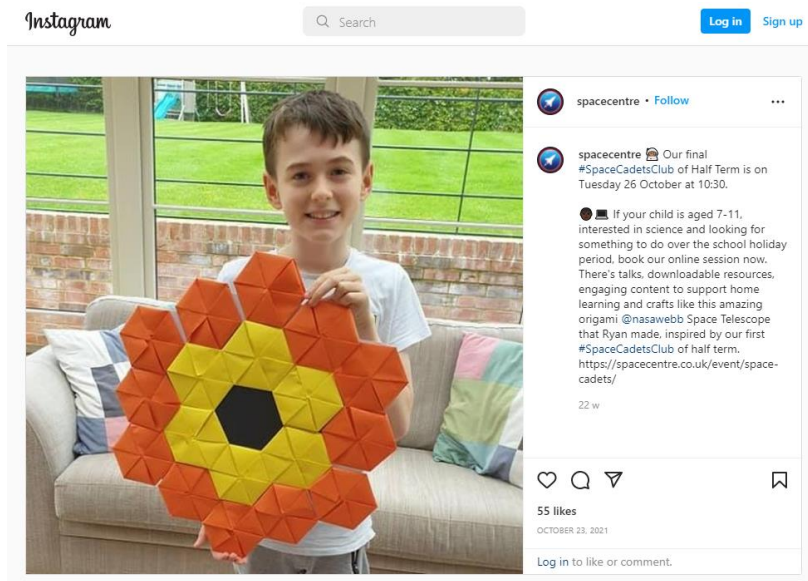 Instagram
Search
Log in
Sign up
spacecentre • Follow
spacecentre 👩‍🚀 Our final
#SpaceCadetsClub of Half Term is on
Tuesday 26 October at 10:30.
If your child is aged 7-11,
interested in science and looking for
something to do over the school holiday
period, book our online session now.
There's talks, downloadable resources,
engaging content to support home
learning and crafts like this amazing
origami @nasawebb Space Telescope
that Ryan made, inspired by our first
#SpaceCadetsClub of half term.
https://spacecentre.co.uk/event/space-
cadets/
22 w
55 likes
OCTOBER 23, 2021
Log in to like or comment.